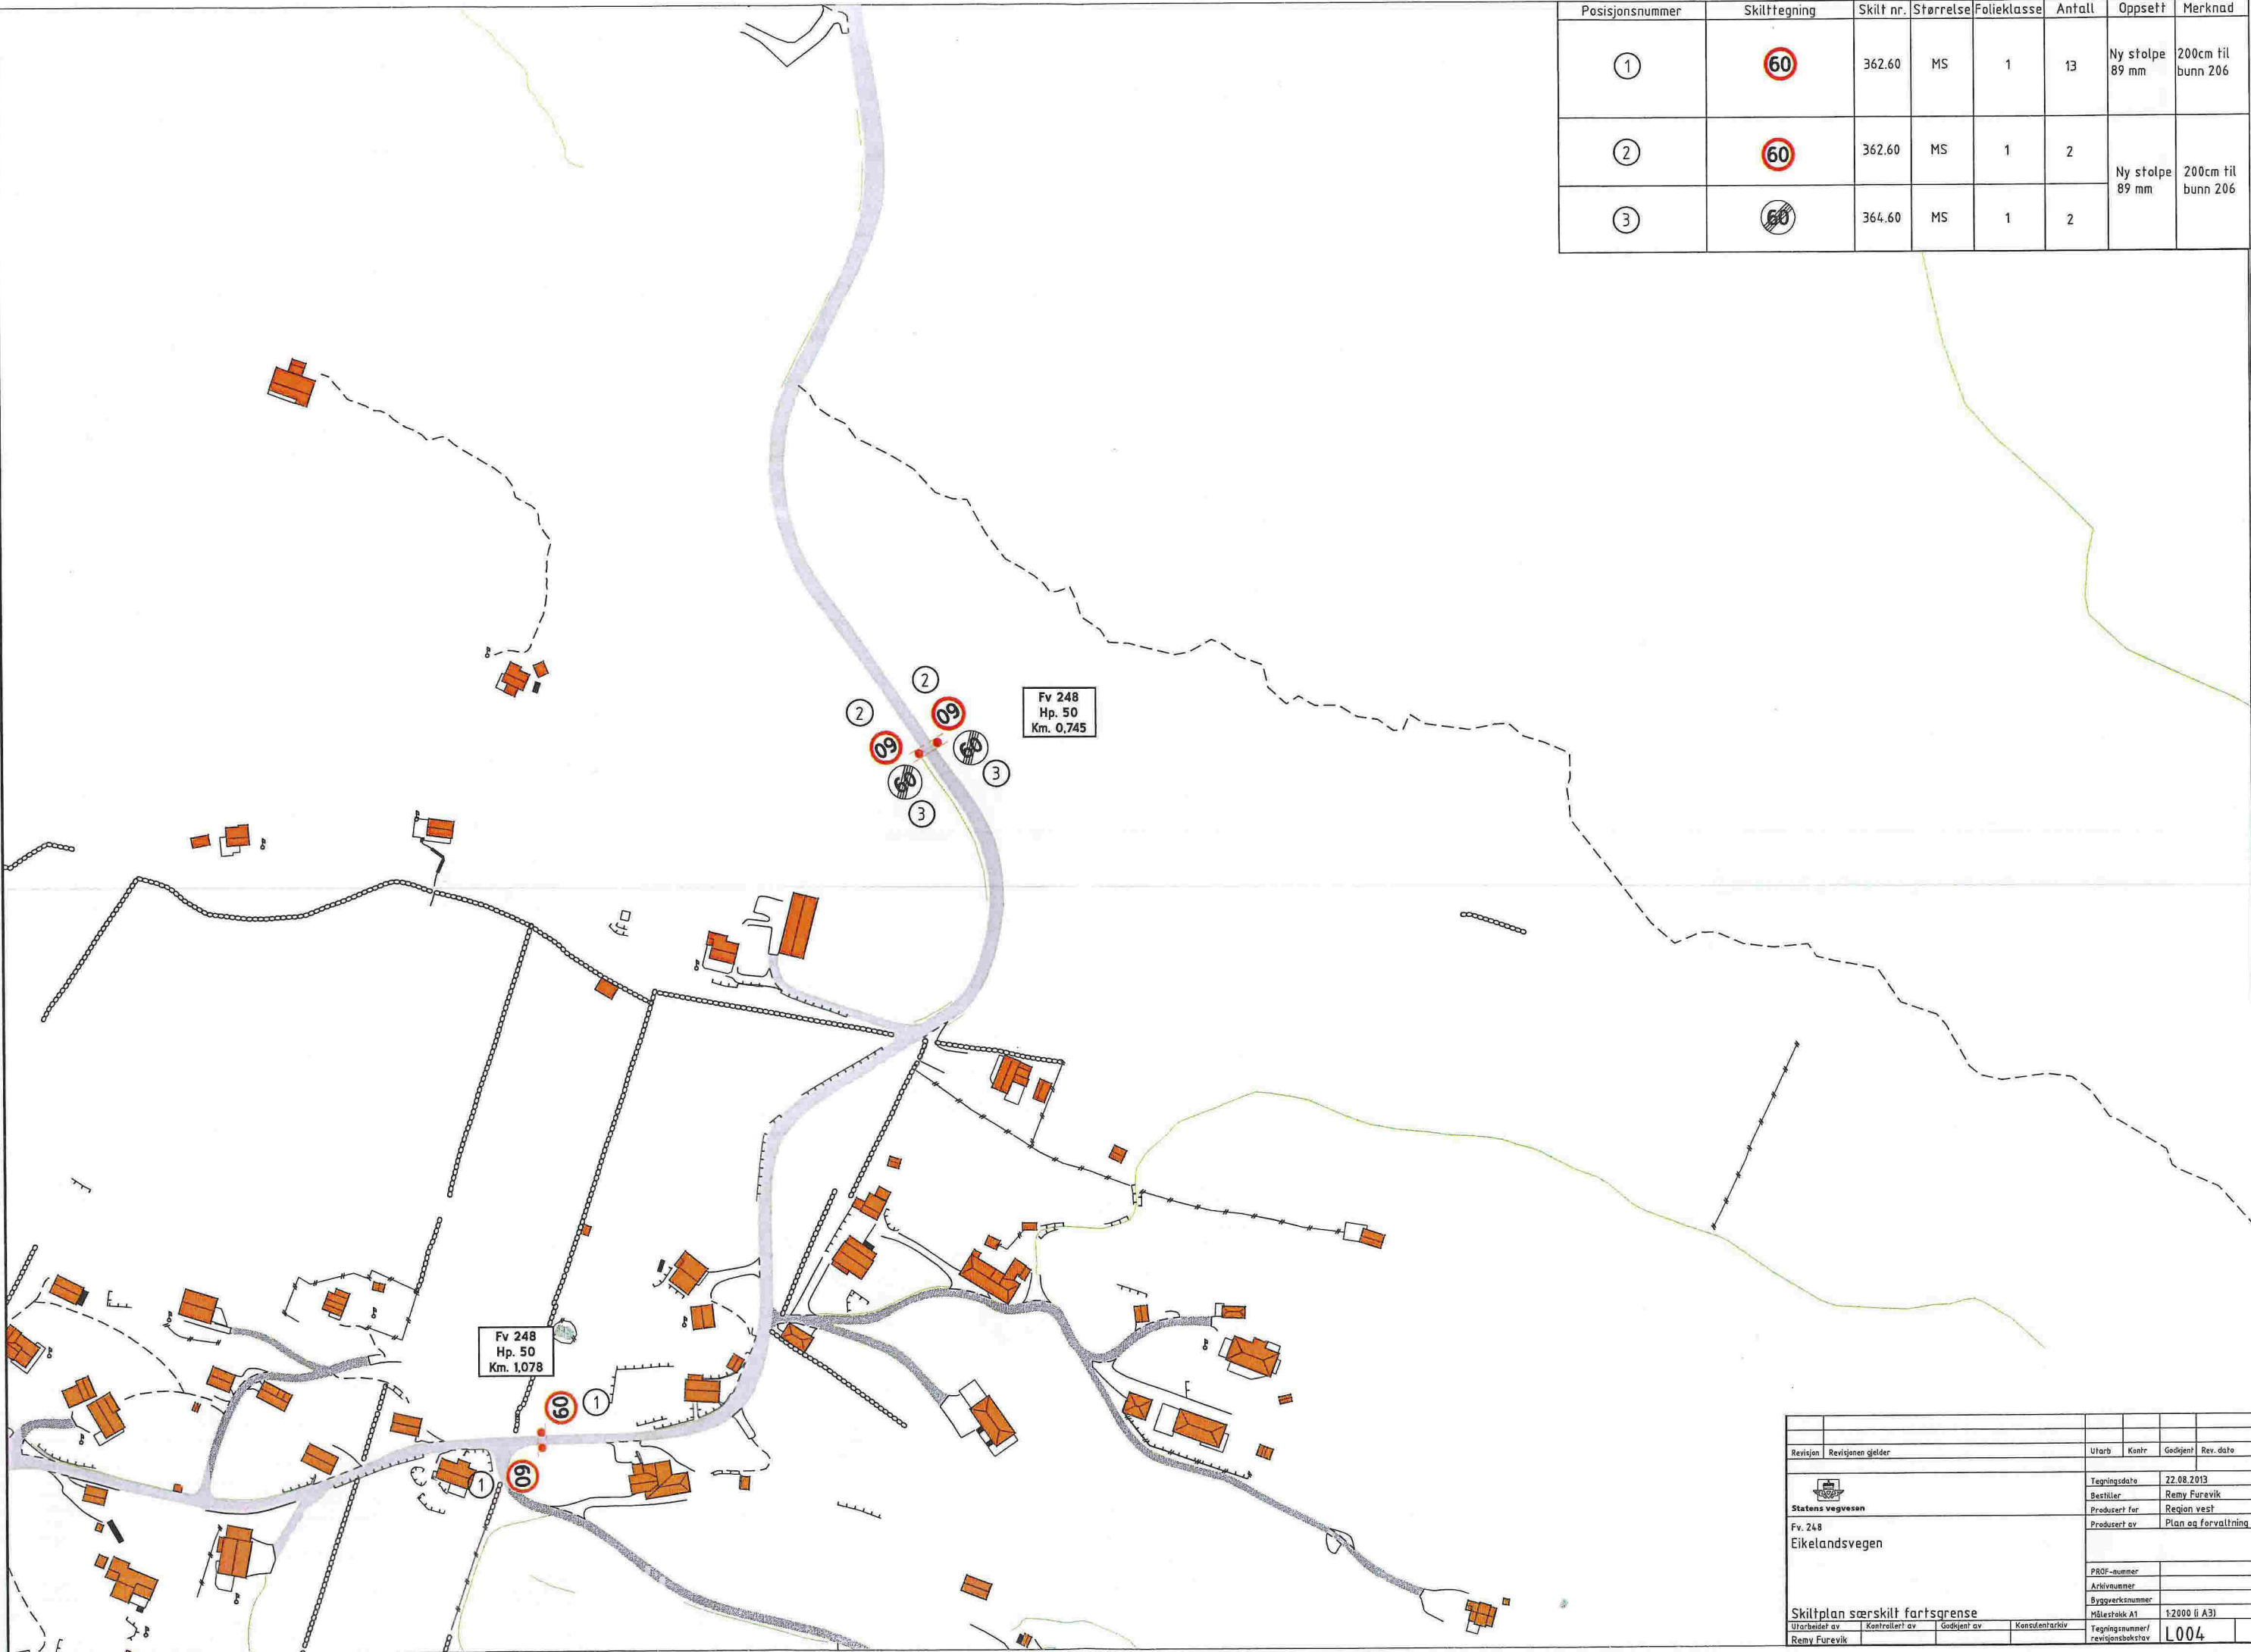 Posisjonsnummer Skilttegning Skilt nr. Størrelse Folieklasse Antall Oppsett Merknad
1 60 362.60 MS 1 13 Ny stolpe 89 mm 200cm til bunn 206
2 60 362.60 MS 1 2 Ny stolpe 89 mm 200cm til bunn 206
3 60 364.60 MS 1 2
2
2
60
60
60
60
3
3
Fv 248
Hp. 50
Km. 0,745
Fv 248
Hp. 50
Km. 1,078
60
1
60
1
Revisjon Revisjonen gjelder Utarb Kontr Godkjent Rev. dato
Statens vegvesen
Tegningsdato 22.08.2013
Bestiller Remy Furevik
Produsert for Region vest
Produsert av Plan og forvaltning
Fv. 248
Eikelandsvegen
PROF-nummer
Arkivnummer
Byggverksnummer
Målestokk A1 1:2000 (i A3)
Skiltplan særskilt fartsgrense
Utarbeidet av Kontrollert av Godkjent av Konsulentarkiv
Remy Furevik
Tegningsnummer/
revisjonsbokstav L004